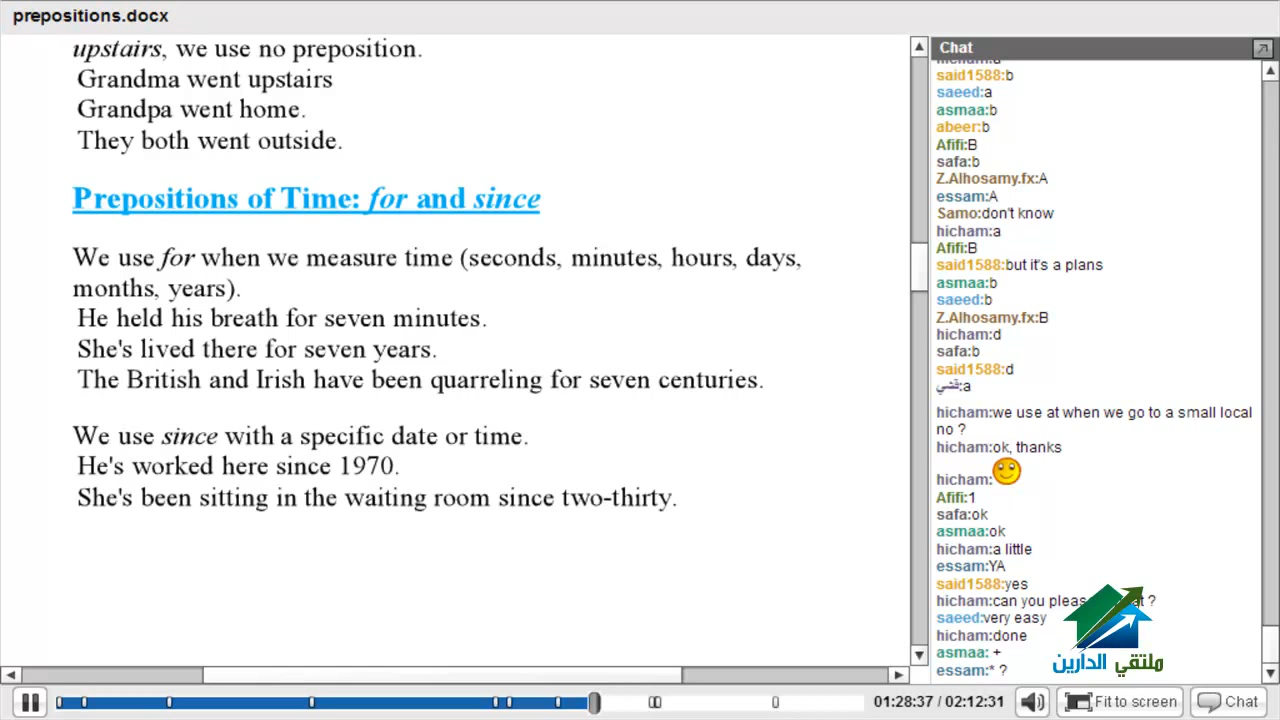 prepositions.docx
upstairs, we use no preposition.
Grandma went upstairs
Grandpa went home.
They both went outside.
Prepositions of Time: for and since
We use for when we measure time (seconds, minutes, hours, days,
months, years).
He held his breath for seven minutes.
She's lived there for seven years.
The British and Irish have been quarreling for seven centuries.
We use since with a specific date or time.
He's worked here since 1970.
She's been sitting in the waiting room since two-thirty.
Chat
hicham:a
said1588:b
saeed:a
asmaa:b
abeer:b
Afifi:B
safa:b
Z.Alhosamy.fx:A
essam:A
Samo:don't know
hicham:a
Afifi:B
said1588:but it's a plans
asmaa:b
saeed:b
Z.Alhosamy.fx:B
hicham:d
safa:b
said1588:d
:a
hicham:we use at when we go to a small local
no ?
hicham:ok, thanks
hicham:
Afifi:1
safa:ok
asmaa:ok
hicham:a little
essam:YA
said1588:yes
hicham:can you ?
saeed:very easy
hicham:done
asmaa: +
essam:* ?
ملتقي الدارين
01:28:37 / 02:12:31
Fit to screen
Chat